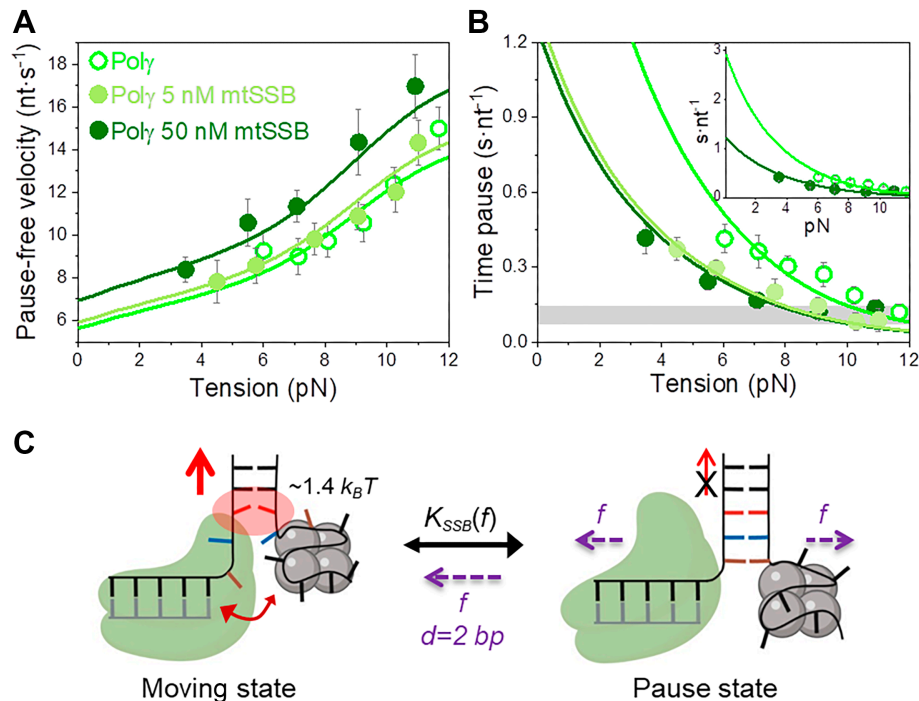 A
Pause-free velocity (nt·s⁻¹)
18
16
14
12
10
8
6
Polγ
Polγ 5 nM mtSSB
Polγ 50 nM mtSSB
0 2 4 6 8 10 12
Tension (pN)
B
Time pause (s·nt⁻¹)
1.2
0.9
0.6
0.3
0.0
s·nt⁻¹
3
2
1
0
2 4 6 8 10 12
pN
0 2 4 6 8 10 12
Tension (pN)
C
~1.4 k_BT
K_SSB(f)
f
d=2 bp
X
f
f
Moving state
Pause state